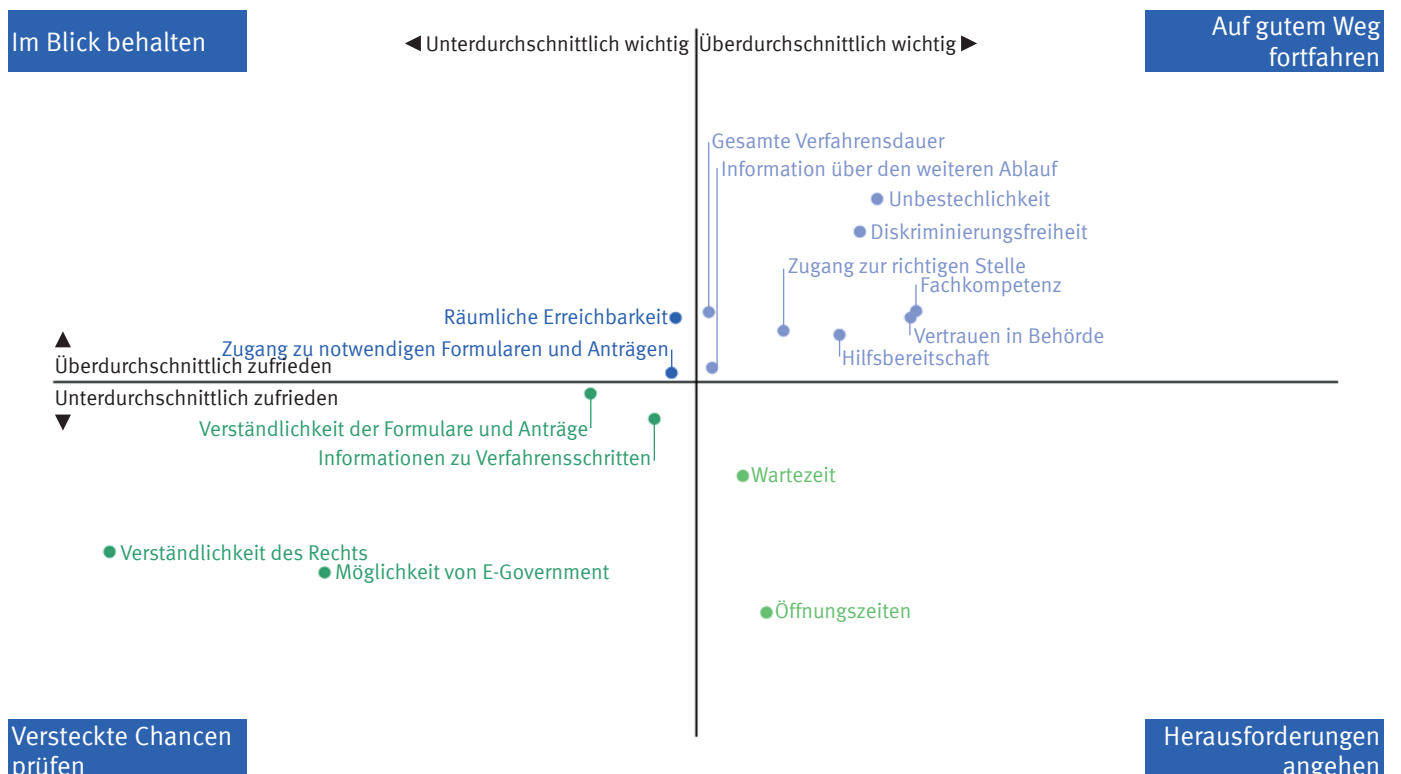 Im Blick behalten
◀ Unterdurchschnittlich wichtig
Überdurchschnittlich wichtig ▶
Auf gutem Weg
fortfahren
Gesamte Verfahrensdauer
Information über den weiteren Ablauf
Unbestechlichkeit
Diskriminierungsfreiheit
Zugang zur richtigen Stelle
Fachkompetenz
Räumliche Erreichbarkeit
Vertrauen in Behörde
Zugang zu notwendigen Formularen und Anträgen
Hilfsbereitschaft
▲
Überdurchschnittlich zufrieden
Unterdurchschnittlich zufrieden
▼
Verständlichkeit der Formulare und Anträge
Informationen zu Verfahrensschritten
Wartezeit
Verständlichkeit des Rechts
Möglichkeit von E-Government
Öffnungszeiten
Versteckte Chancen
prüfen
Herausforderungen
angehen